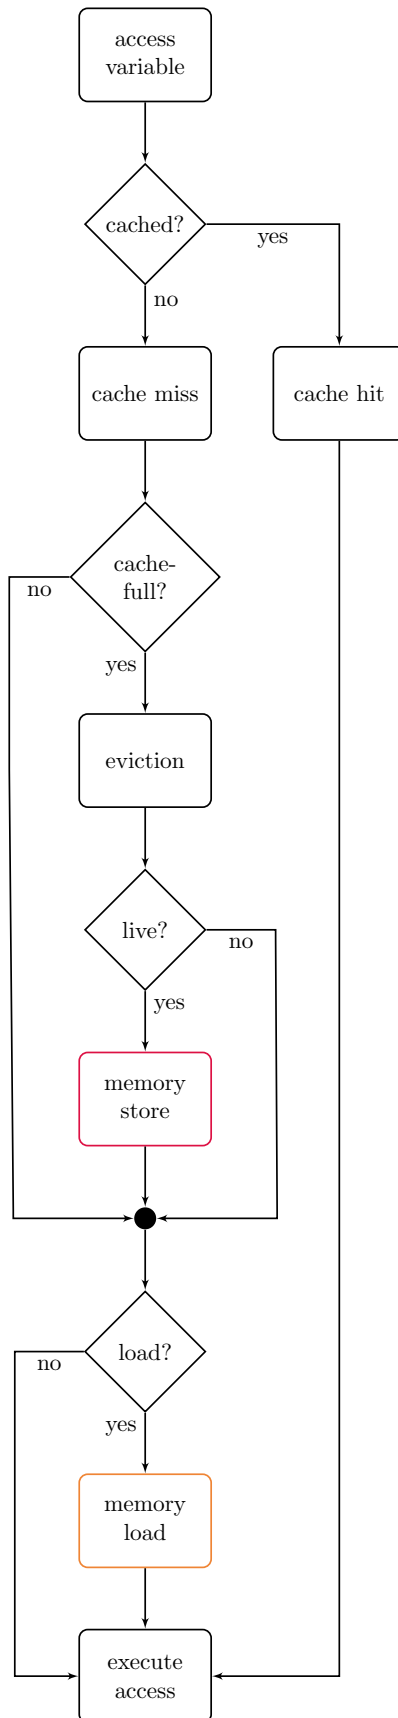 access
variable
cached?
yes
no
cache miss
cache hit
cache-
full?
no
yes
eviction
live?
no
yes
memory
store
load?
no
yes
memory
load
execute
access